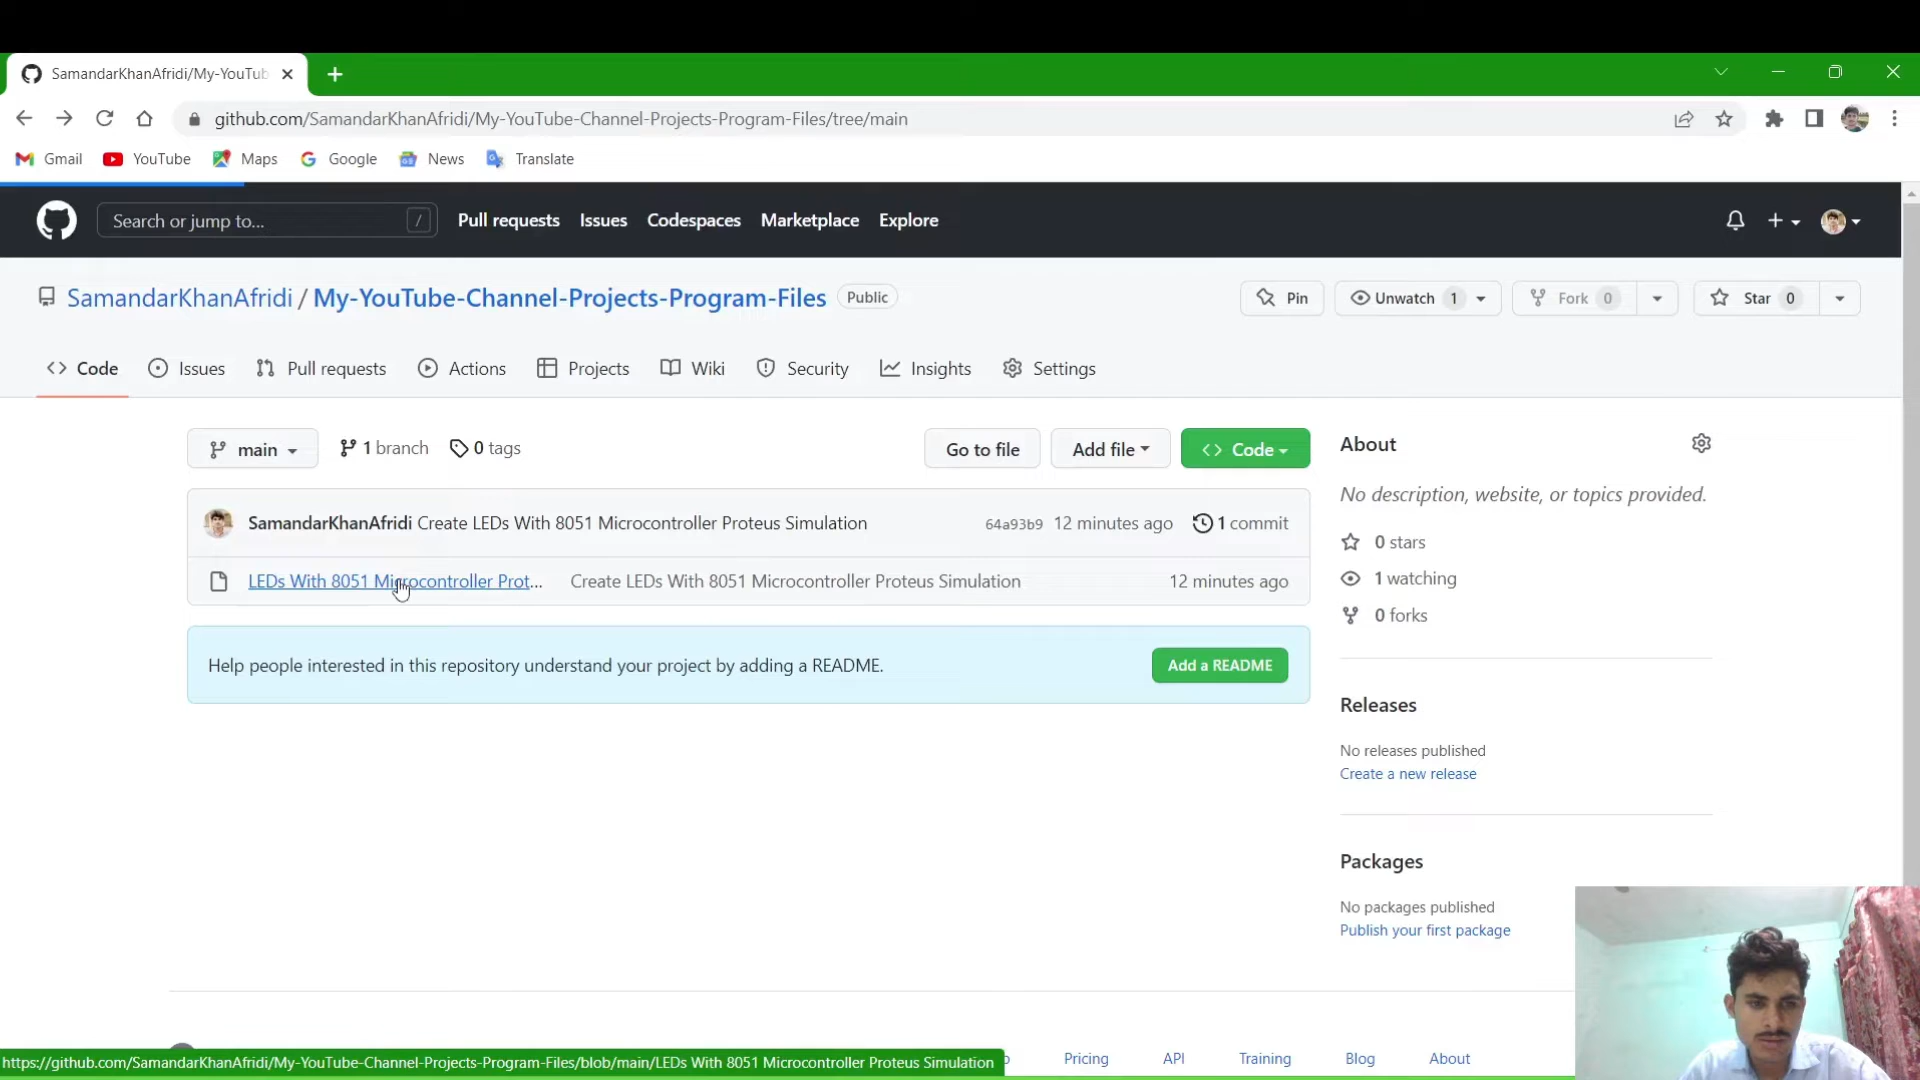 SamandarKhanAfridi/My-YouTub
github.com/SamandarKhanAfridi/My-YouTube-Channel-Projects-Program-Files/tree/main
Gmail YouTube Maps Google News Translate
Search or jump to... / Pull requests Issues Codespaces Marketplace Explore
SamandarKhanAfridi / My-YouTube-Channel-Projects-Program-Files Public Pin Unwatch 1 Fork 0 Star 0
<> Code Issues Pull requests Actions Projects Wiki Security Insights Settings
main 1 branch 0 tags Go to file Add file <> Code About
SamandarKhanAfridi Create LEDs With 8051 Microcontroller Proteus Simulation 64a93b9 12 minutes ago 1 commit
No description, website, or topics provided.
LEDs With 8051 Microcontroller Prot... Create LEDs With 8051 Microcontroller Proteus Simulation 12 minutes ago
0 stars
1 watching
0 forks
Help people interested in this repository understand your project by adding a README. Add a README
Releases
No releases published
Create a new release
Packages
No packages published
Publish your first package
Pricing API Training Blog About
https://github.com/SamandarKhanAfridi/My-YouTube-Channel-Projects-Program-Files/blob/main/LEDs With 8051 Microcontroller Proteus Simulation